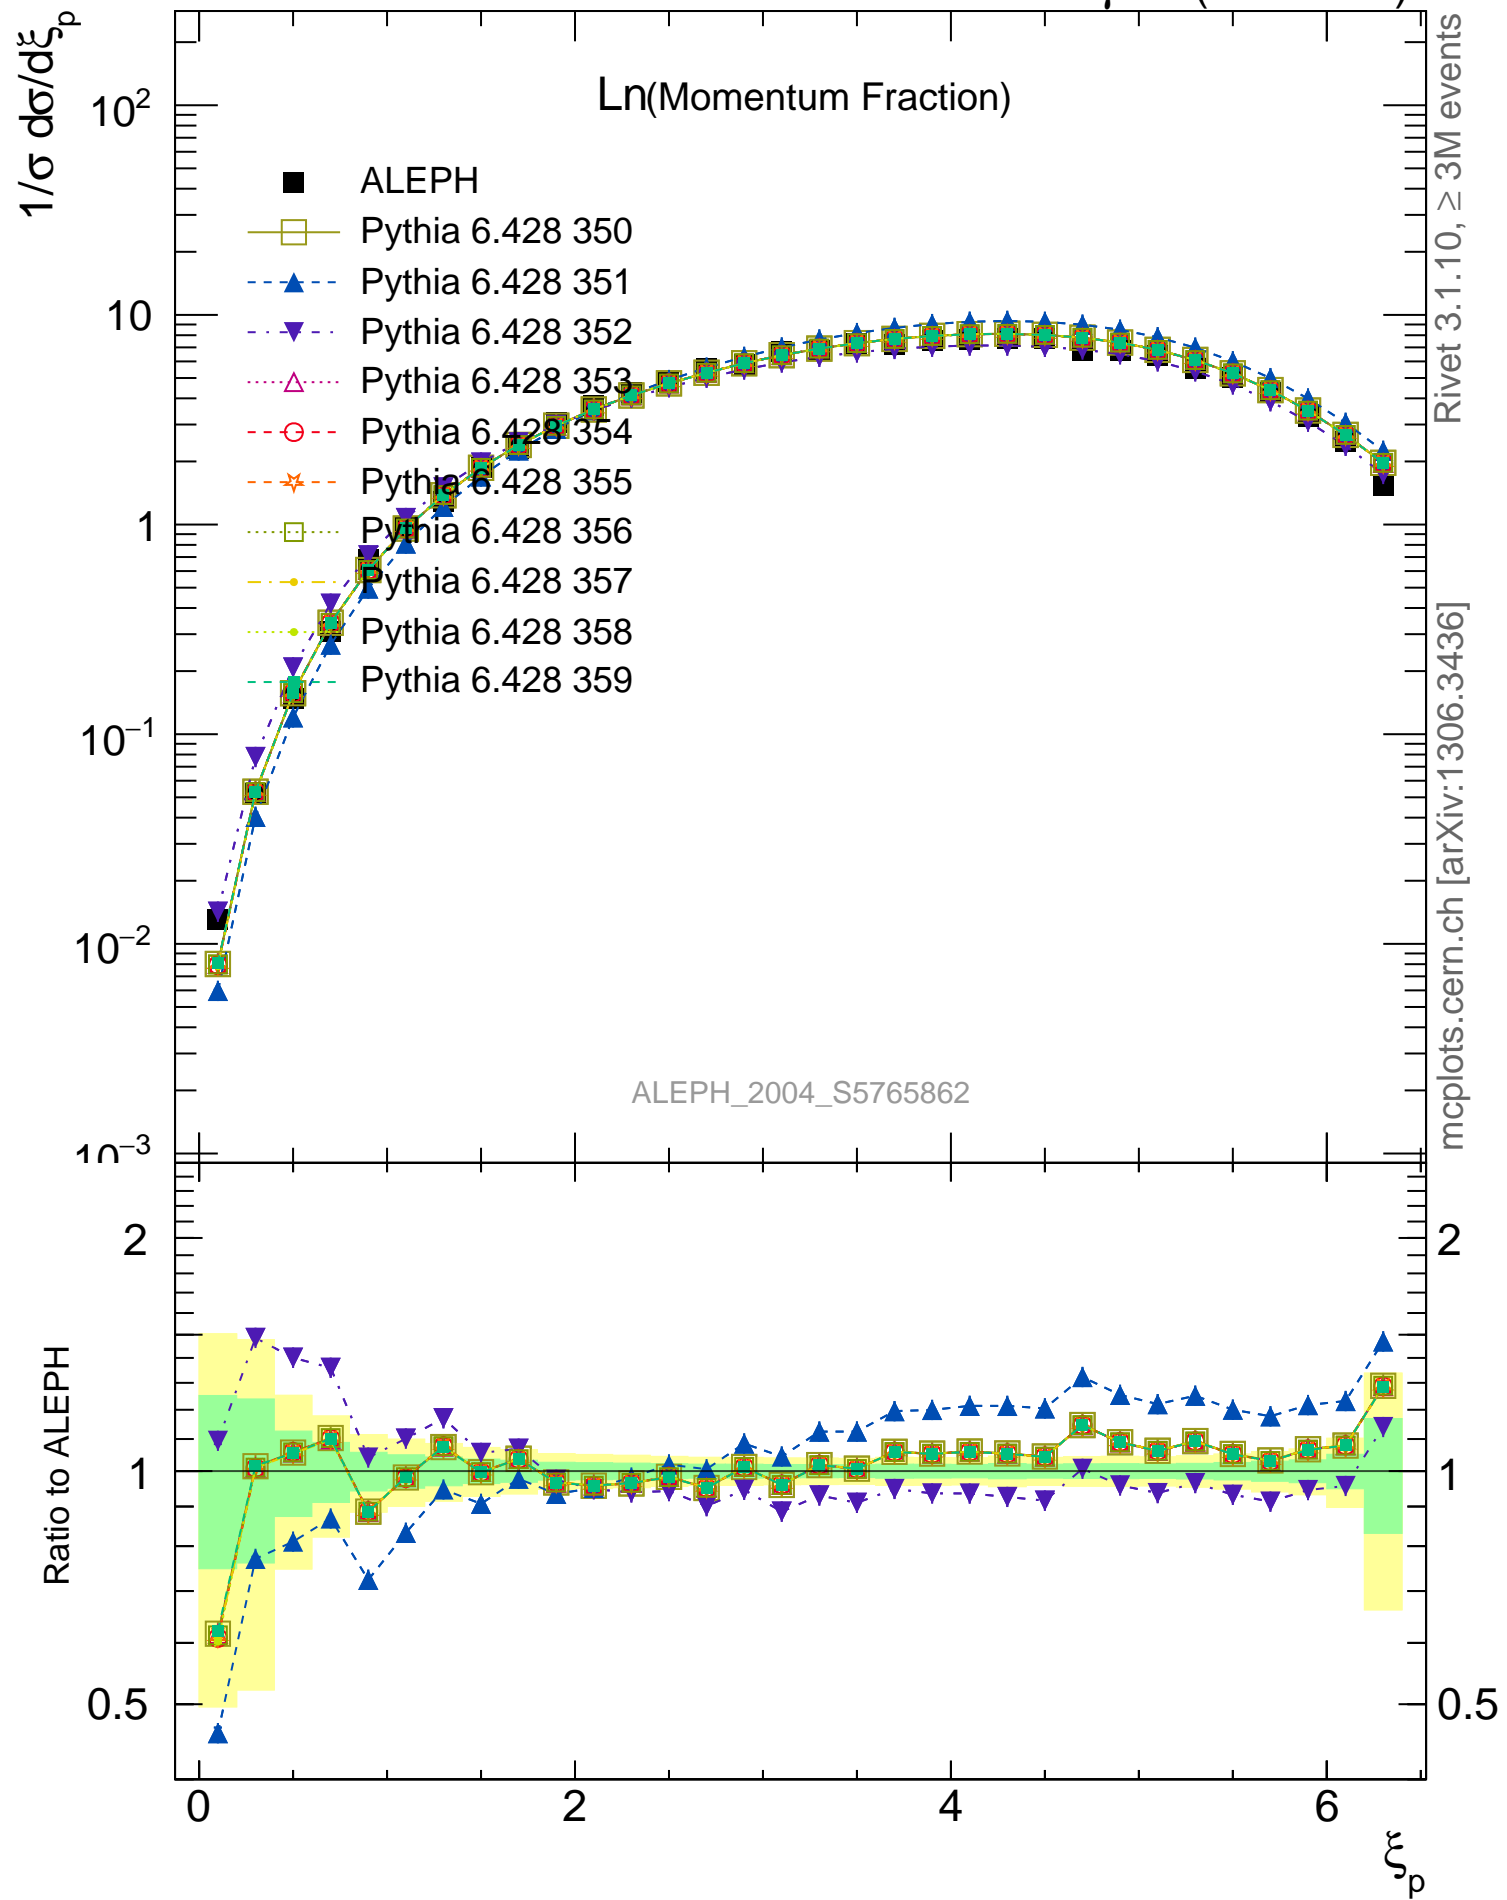 1/σ dσ/dξp
Ln(Momentum Fraction)
10²
10
1
10⁻¹
10⁻²
10⁻³
ALEPH
Pythia 6.428 350
Pythia 6.428 351
Pythia 6.428 352
Pythia 6.428 353
Pythia 6.428 354
Pythia 6.428 355
Pythia 6.428 356
Pythia 6.428 357
Pythia 6.428 358
Pythia 6.428 359
ALEPH_2004_S5765862
Rivet 3.1.10, ≥ 3M events
mcplots.cern.ch [arXiv:1306.3436]
Ratio to ALEPH
2
1
0.5
2
1
0.5
0 2 4 6
ξp